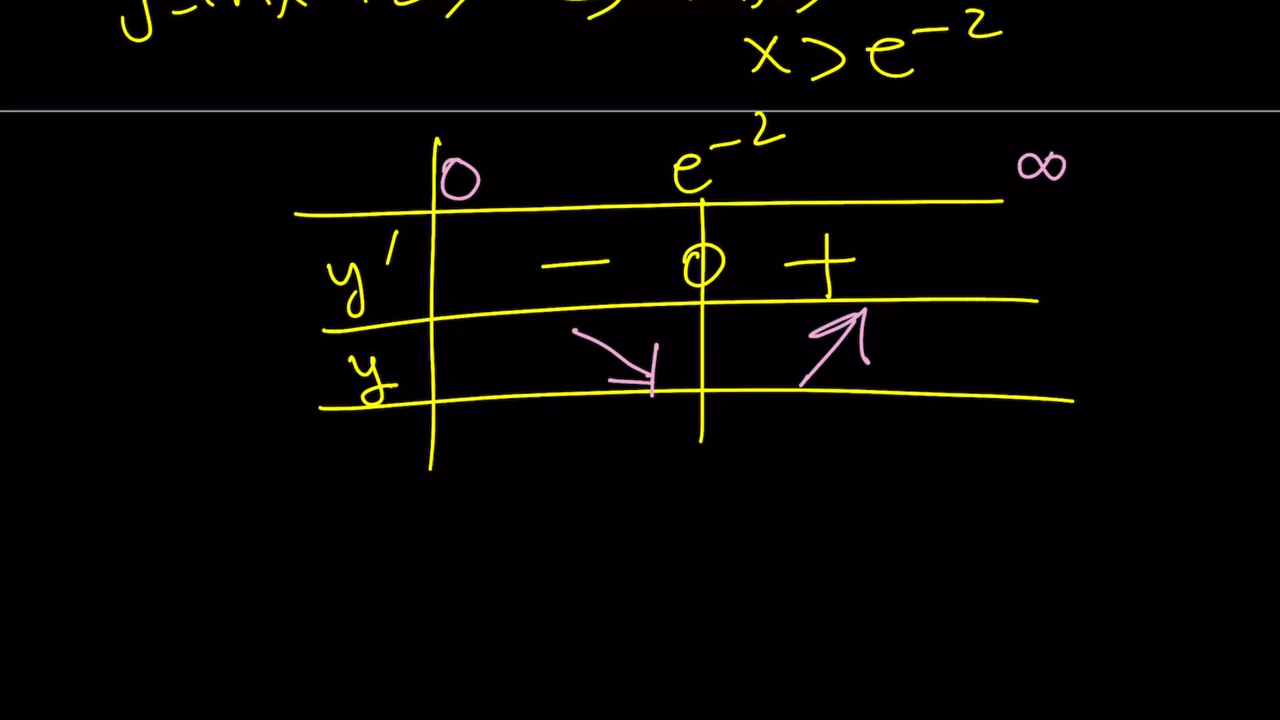 x > e⁻²
0 e⁻² ∞
y' − 0 +
y ↘ ↗